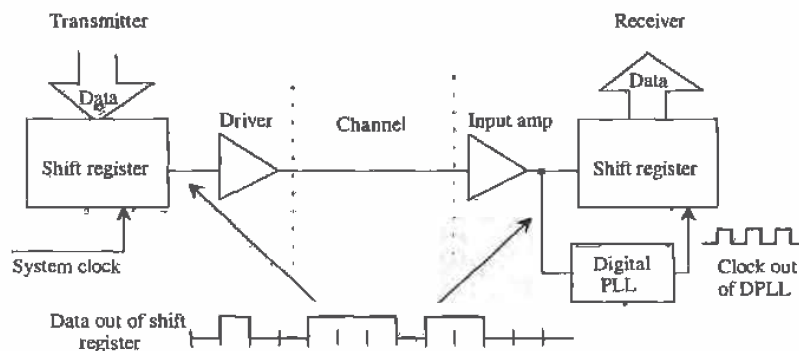 Transmitter
Receiver
Data
Data
Driver
Channel
Input amp
Shift register
Shift register
System clock
Digital
PLL
Clock out
of DPLL
Data out of shift
register